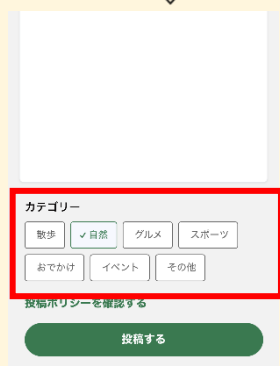 カテゴリー
散歩 ✓自然 グルメ スポーツ
おでかけ イベント その他
投稿ポリシーを確認する
投稿する